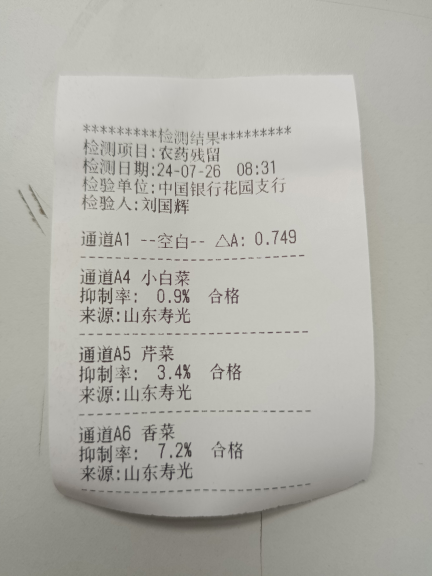 *********检测结果*********
检测项目:农药残留
检测日期:24-07-26 08:31
检验单位:中国银行花园支行
检验人:刘国辉
通道A1 --空白-- △A: 0.749
--------------------------
通道A4 小白菜
抑制率: 0.9% 合格
来源:山东寿光
--------------------------
通道A5 芹菜
抑制率: 3.4% 合格
来源:山东寿光
--------------------------
通道A6 香菜
抑制率: 7.2% 合格
来源:山东寿光
--------------------------